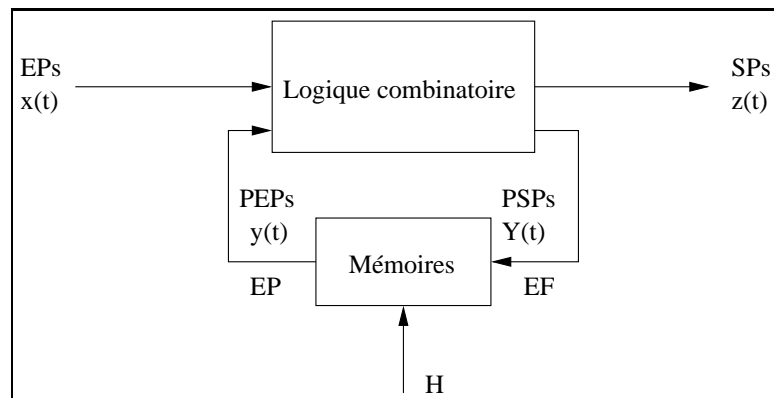 EPs
x(t)
Logique combinatoire
SPs
z(t)
PEPs
y(t)
PSPs
Y(t)
Mémoires
EP
EF
H